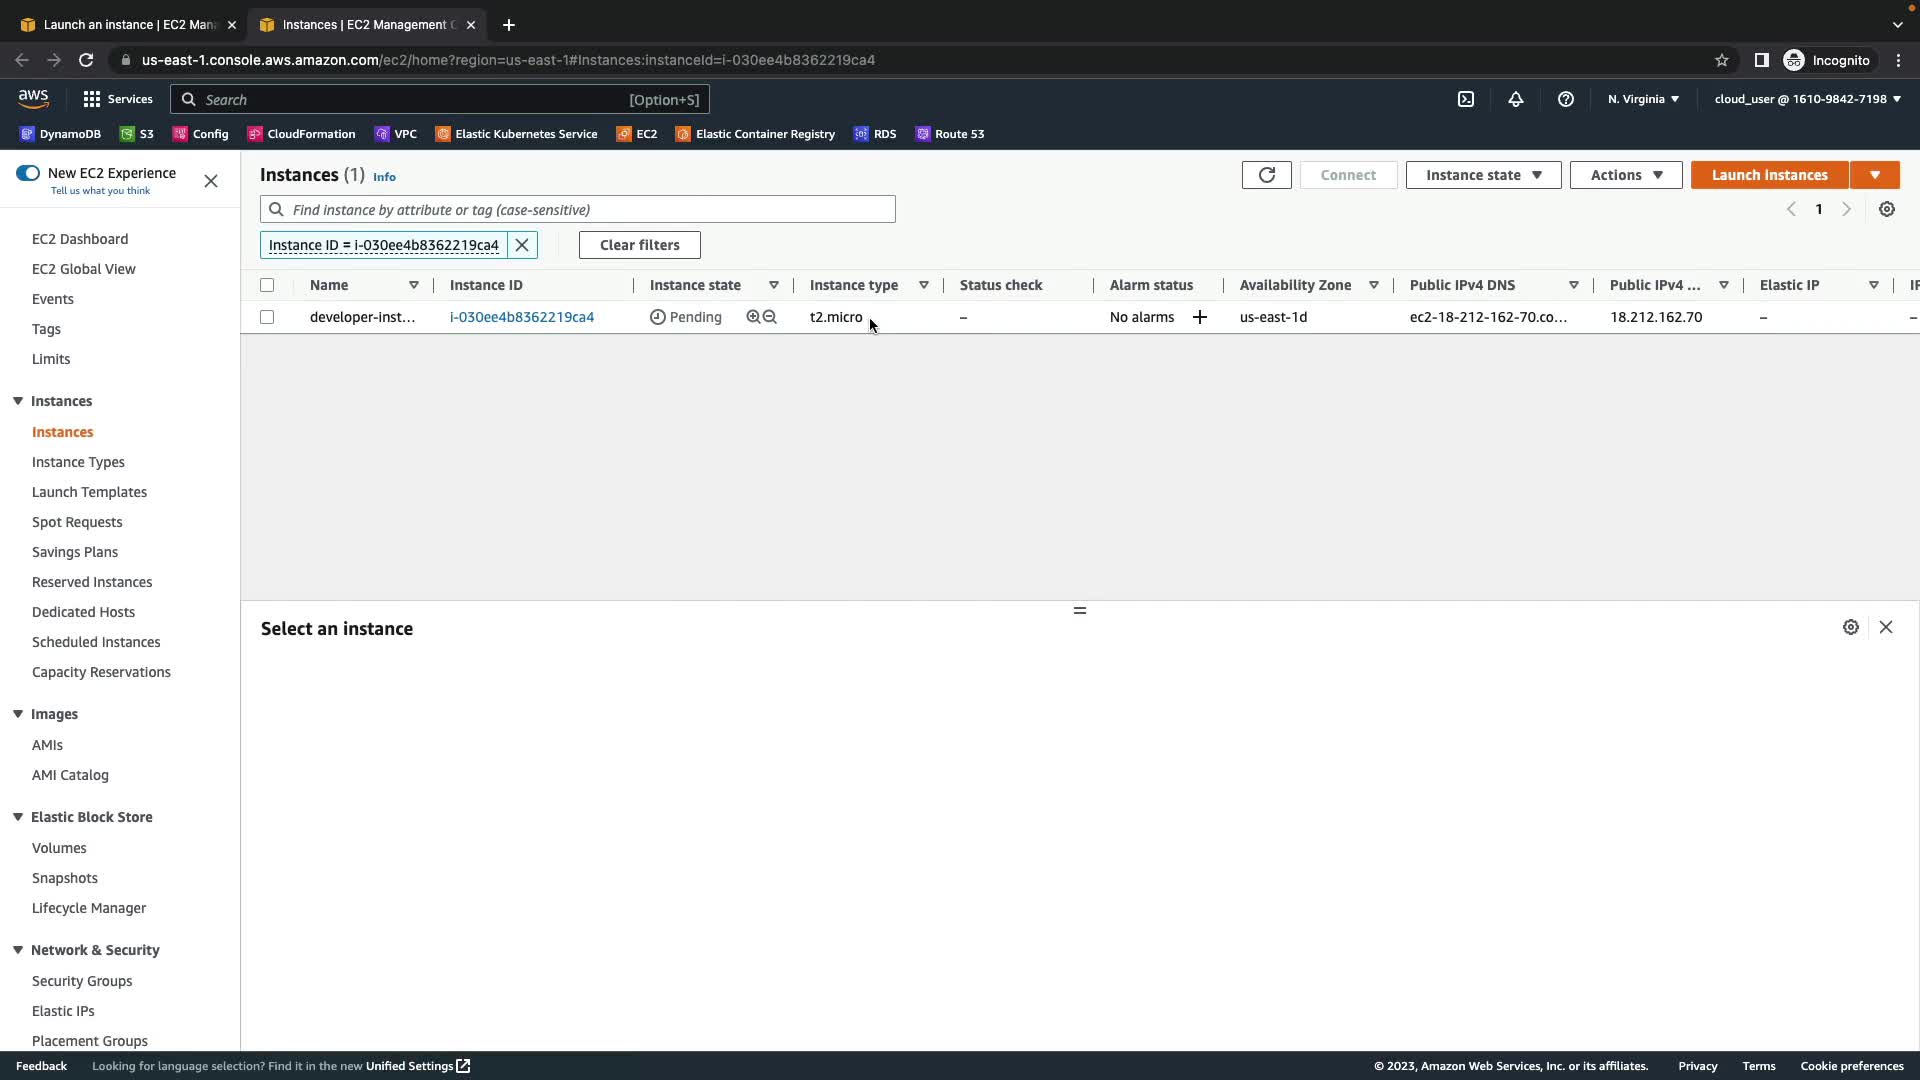 Launch an instance | EC2 Man
Instances | EC2 Management C
us-east-1.console.aws.amazon.com/ec2/home?region=us-east-1#Instances:instanceId=i-030ee4b8362219ca4
Incognito
aws
Services
Search
[Option+S]
N. Virginia
cloud_user @ 1610-9842-7198
DynamoDB
S3
Config
CloudFormation
VPC
Elastic Kubernetes Service
EC2
Elastic Container Registry
RDS
Route 53
New EC2 Experience
Tell us what you think
EC2 Dashboard
EC2 Global View
Events
Tags
Limits
Instances
Instances
Instance Types
Launch Templates
Spot Requests
Savings Plans
Reserved Instances
Dedicated Hosts
Scheduled Instances
Capacity Reservations
Images
AMIs
AMI Catalog
Elastic Block Store
Volumes
Snapshots
Lifecycle Manager
Network & Security
Security Groups
Elastic IPs
Placement Groups
Instances (1) Info
Connect
Instance state
Actions
Launch Instances
Find instance by attribute or tag (case-sensitive)
1
Instance ID = i-030ee4b8362219ca4
Clear filters
Name Instance ID Instance state Instance type Status check Alarm status Availability Zone Public IPv4 DNS Public IPv4 ... Elastic IP IP
developer-inst... i-030ee4b8362219ca4 Pending t2.micro – No alarms + us-east-1d ec2-18-212-162-70.co... 18.212.162.70 – –
Select an instance
Feedback
Looking for language selection? Find it in the new Unified Settings
© 2023, Amazon Web Services, Inc. or its affiliates.
Privacy
Terms
Cookie preferences